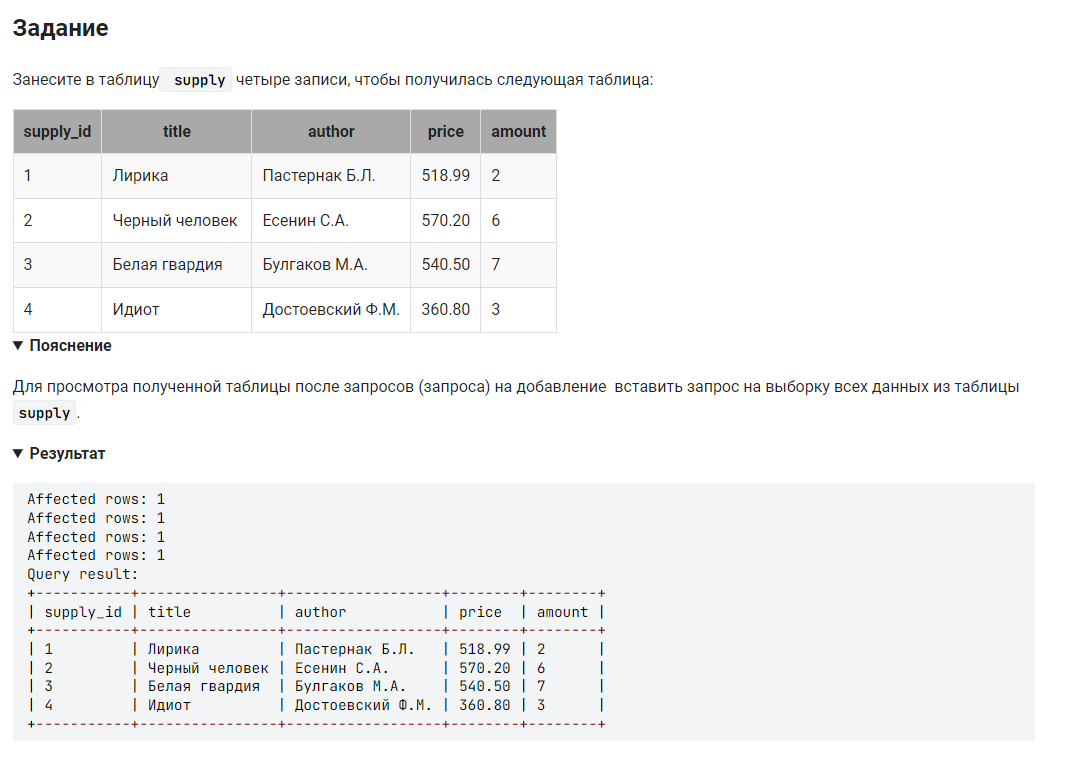 Задание
Занесите в таблицу supply четыре записи, чтобы получилась следующая таблица:
supply_id title author price amount
1 Лирика Пастернак Б.Л. 518.99 2
2 Черный человек Есенин С.А. 570.20 6
3 Белая гвардия Булгаков М.А. 540.50 7
4 Идиот Достоевский Ф.М. 360.80 3
▼ Пояснение
Для просмотра полученной таблицы после запросов (запроса) на добавление вставить запрос на выборку всех данных из таблицы
supply .
▼ Результат
Affected rows: 1
Affected rows: 1
Affected rows: 1
Affected rows: 1
Query result:
+-----------+----------------+------------------+--------+--------+
| supply_id | title          | author           | price  | amount |
+-----------+----------------+------------------+--------+--------+
| 1         | Лирика         | Пастернак Б.Л.   | 518.99 | 2      |
| 2         | Черный человек | Есенин С.А.      | 570.20 | 6      |
| 3         | Белая гвардия  | Булгаков М.А.    | 540.50 | 7      |
| 4         | Идиот          | Достоевский Ф.М. | 360.80 | 3      |
+-----------+----------------+------------------+--------+--------+